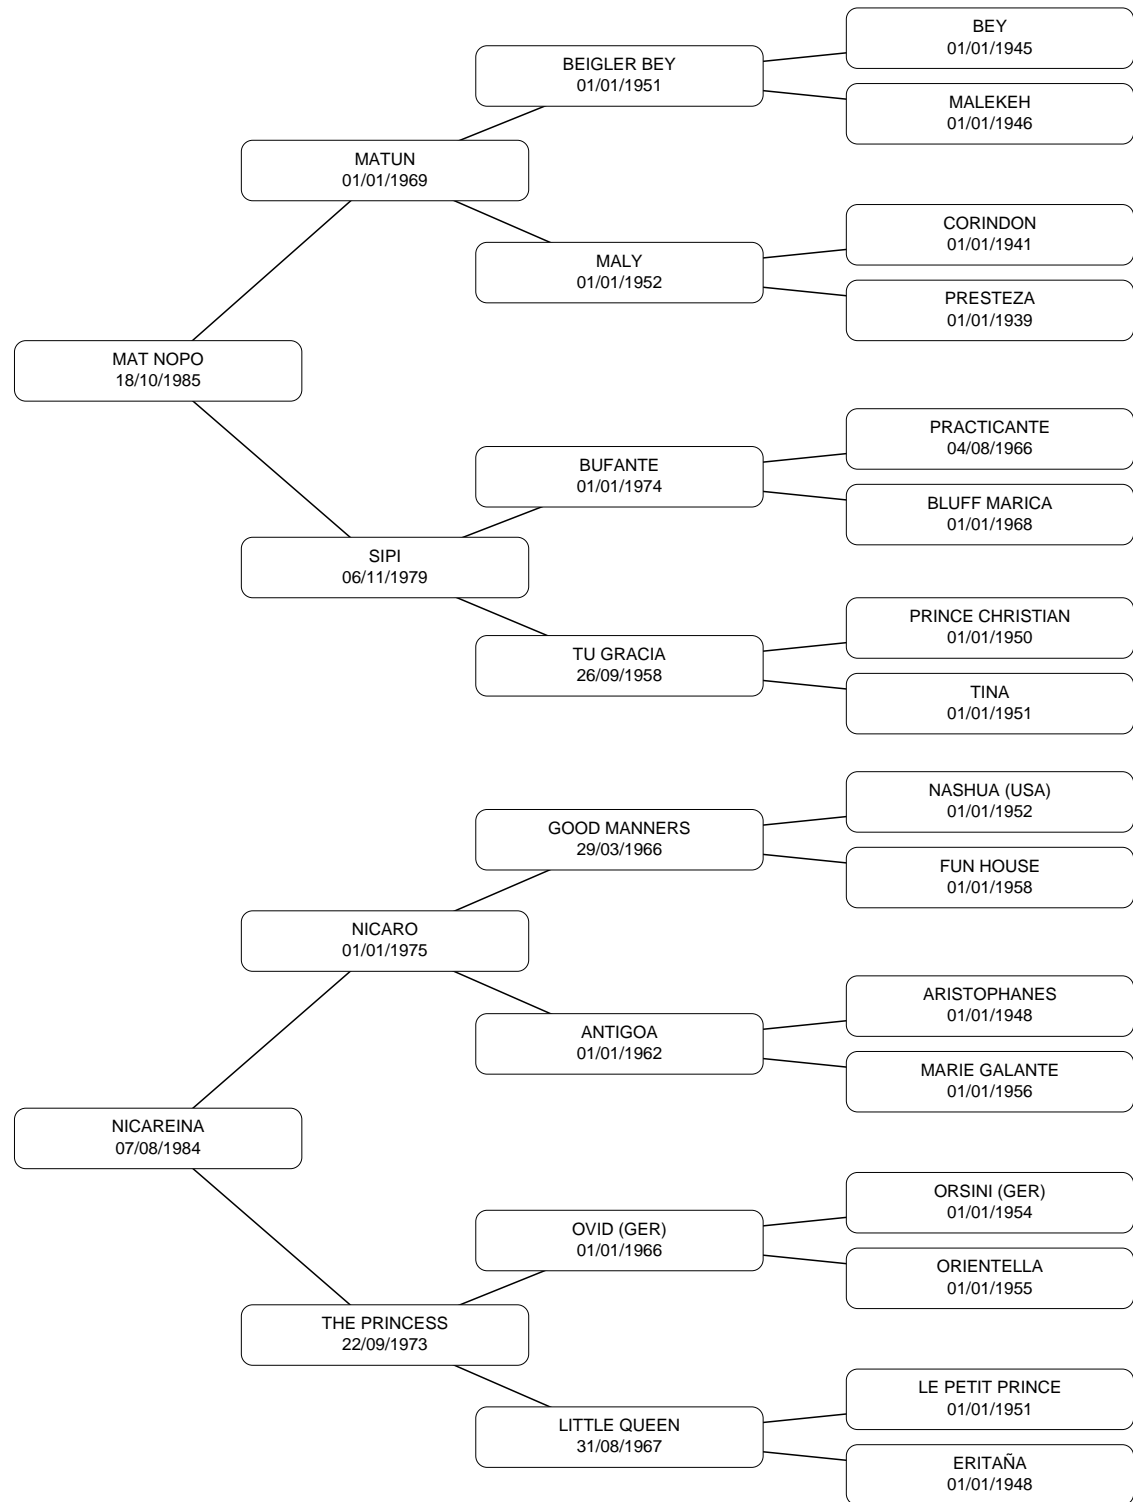 BEY
01/01/1945
BEIGLER BEY
01/01/1951
MALEKEH
01/01/1946
MATUN
01/01/1969
CORINDON
01/01/1941
MALY
01/01/1952
PRESTEZA
01/01/1939
MAT NOPO
18/10/1985
PRACTICANTE
04/08/1966
BUFANTE
01/01/1974
BLUFF MARICA
01/01/1968
SIPI
06/11/1979
PRINCE CHRISTIAN
01/01/1950
TU GRACIA
26/09/1958
TINA
01/01/1951
NASHUA (USA)
01/01/1952
GOOD MANNERS
29/03/1966
FUN HOUSE
01/01/1958
NICARO
01/01/1975
ARISTOPHANES
01/01/1948
ANTIGOA
01/01/1962
MARIE GALANTE
01/01/1956
NICAREINA
07/08/1984
ORSINI (GER)
01/01/1954
OVID (GER)
01/01/1966
ORIENTELLA
01/01/1955
THE PRINCESS
22/09/1973
LE PETIT PRINCE
01/01/1951
LITTLE QUEEN
31/08/1967
ERITAÑA
01/01/1948